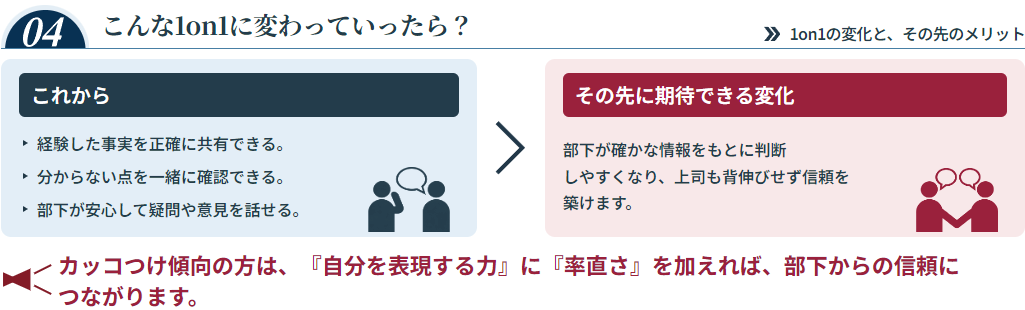 04 こんな1on1に変わっていったら？
1on1の変化と、その先のメリット
これから
経験した事実を正確に共有できる。
分からない点を一緒に確認できる。
部下が安心して疑問や意見を話せる。
その先に期待できる変化
部下が確かな情報をもとに判断
しやすくなり、上司も背伸びせず信頼を
築けます。
カッコつけ傾向の方は、『自分を表現する力』に『率直さ』を加えれば、部下からの信頼に
つながります。